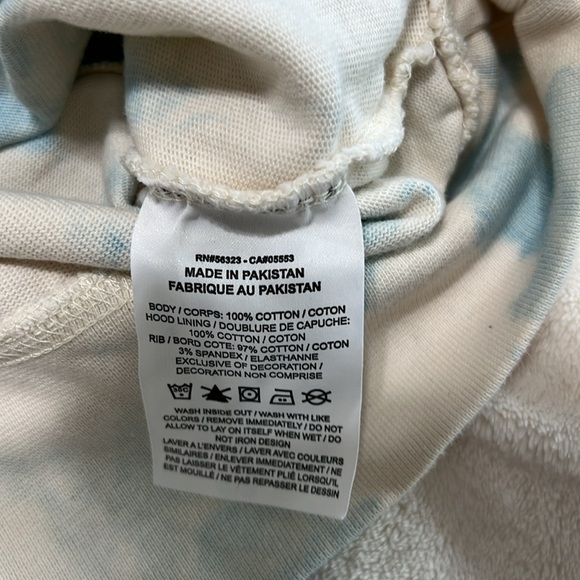 RN#56323 - CA#05553
MADE IN PAKISTAN
FABRIQUE AU PAKISTAN
BODY / CORPS: 100% COTTON / COTON
HOOD LINING / DOUBLURE DE CAPUCHE:
100% COTTON / COTON
RIB / BORD COTE: 97% COTTON / COTON
3% SPANDEX / ELASTHANNE
EXCLUSIVE OF DECORATION /
DECORATION NON COMPRISE
WASH INSIDE OUT / WASH WITH LIKE
COLORS / REMOVE IMMEDIATELY / DO NOT
ALLOW TO LAY ON ITSELF WHEN WET / DO
NOT IRON DESIGN
LAVER A L'ENVERS / LAVER AVEC COULEURS
SIMILAIRES / ENLEVER IMMEDIATEMENT / NE
PAS LAISSER LE VÊTEMENT PLIÉ LORSQU'IL
EST MOUILLÉ / NE PAS REPASSER LE DESSIN